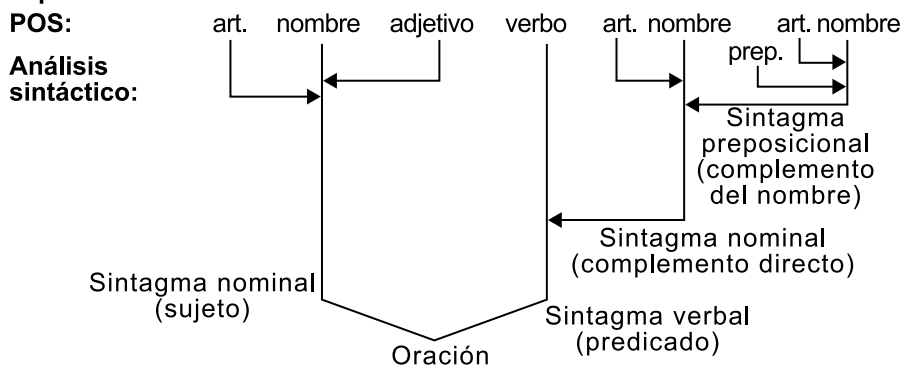 POS: art. nombre adjetivo verbo art. nombre art. nombre
prep.
Análisis
sintáctico:
Sintagma
preposicional
(complemento
del nombre)
Sintagma nominal
(complemento directo)
Sintagma nominal
(sujeto)
Sintagma verbal
(predicado)
Oración